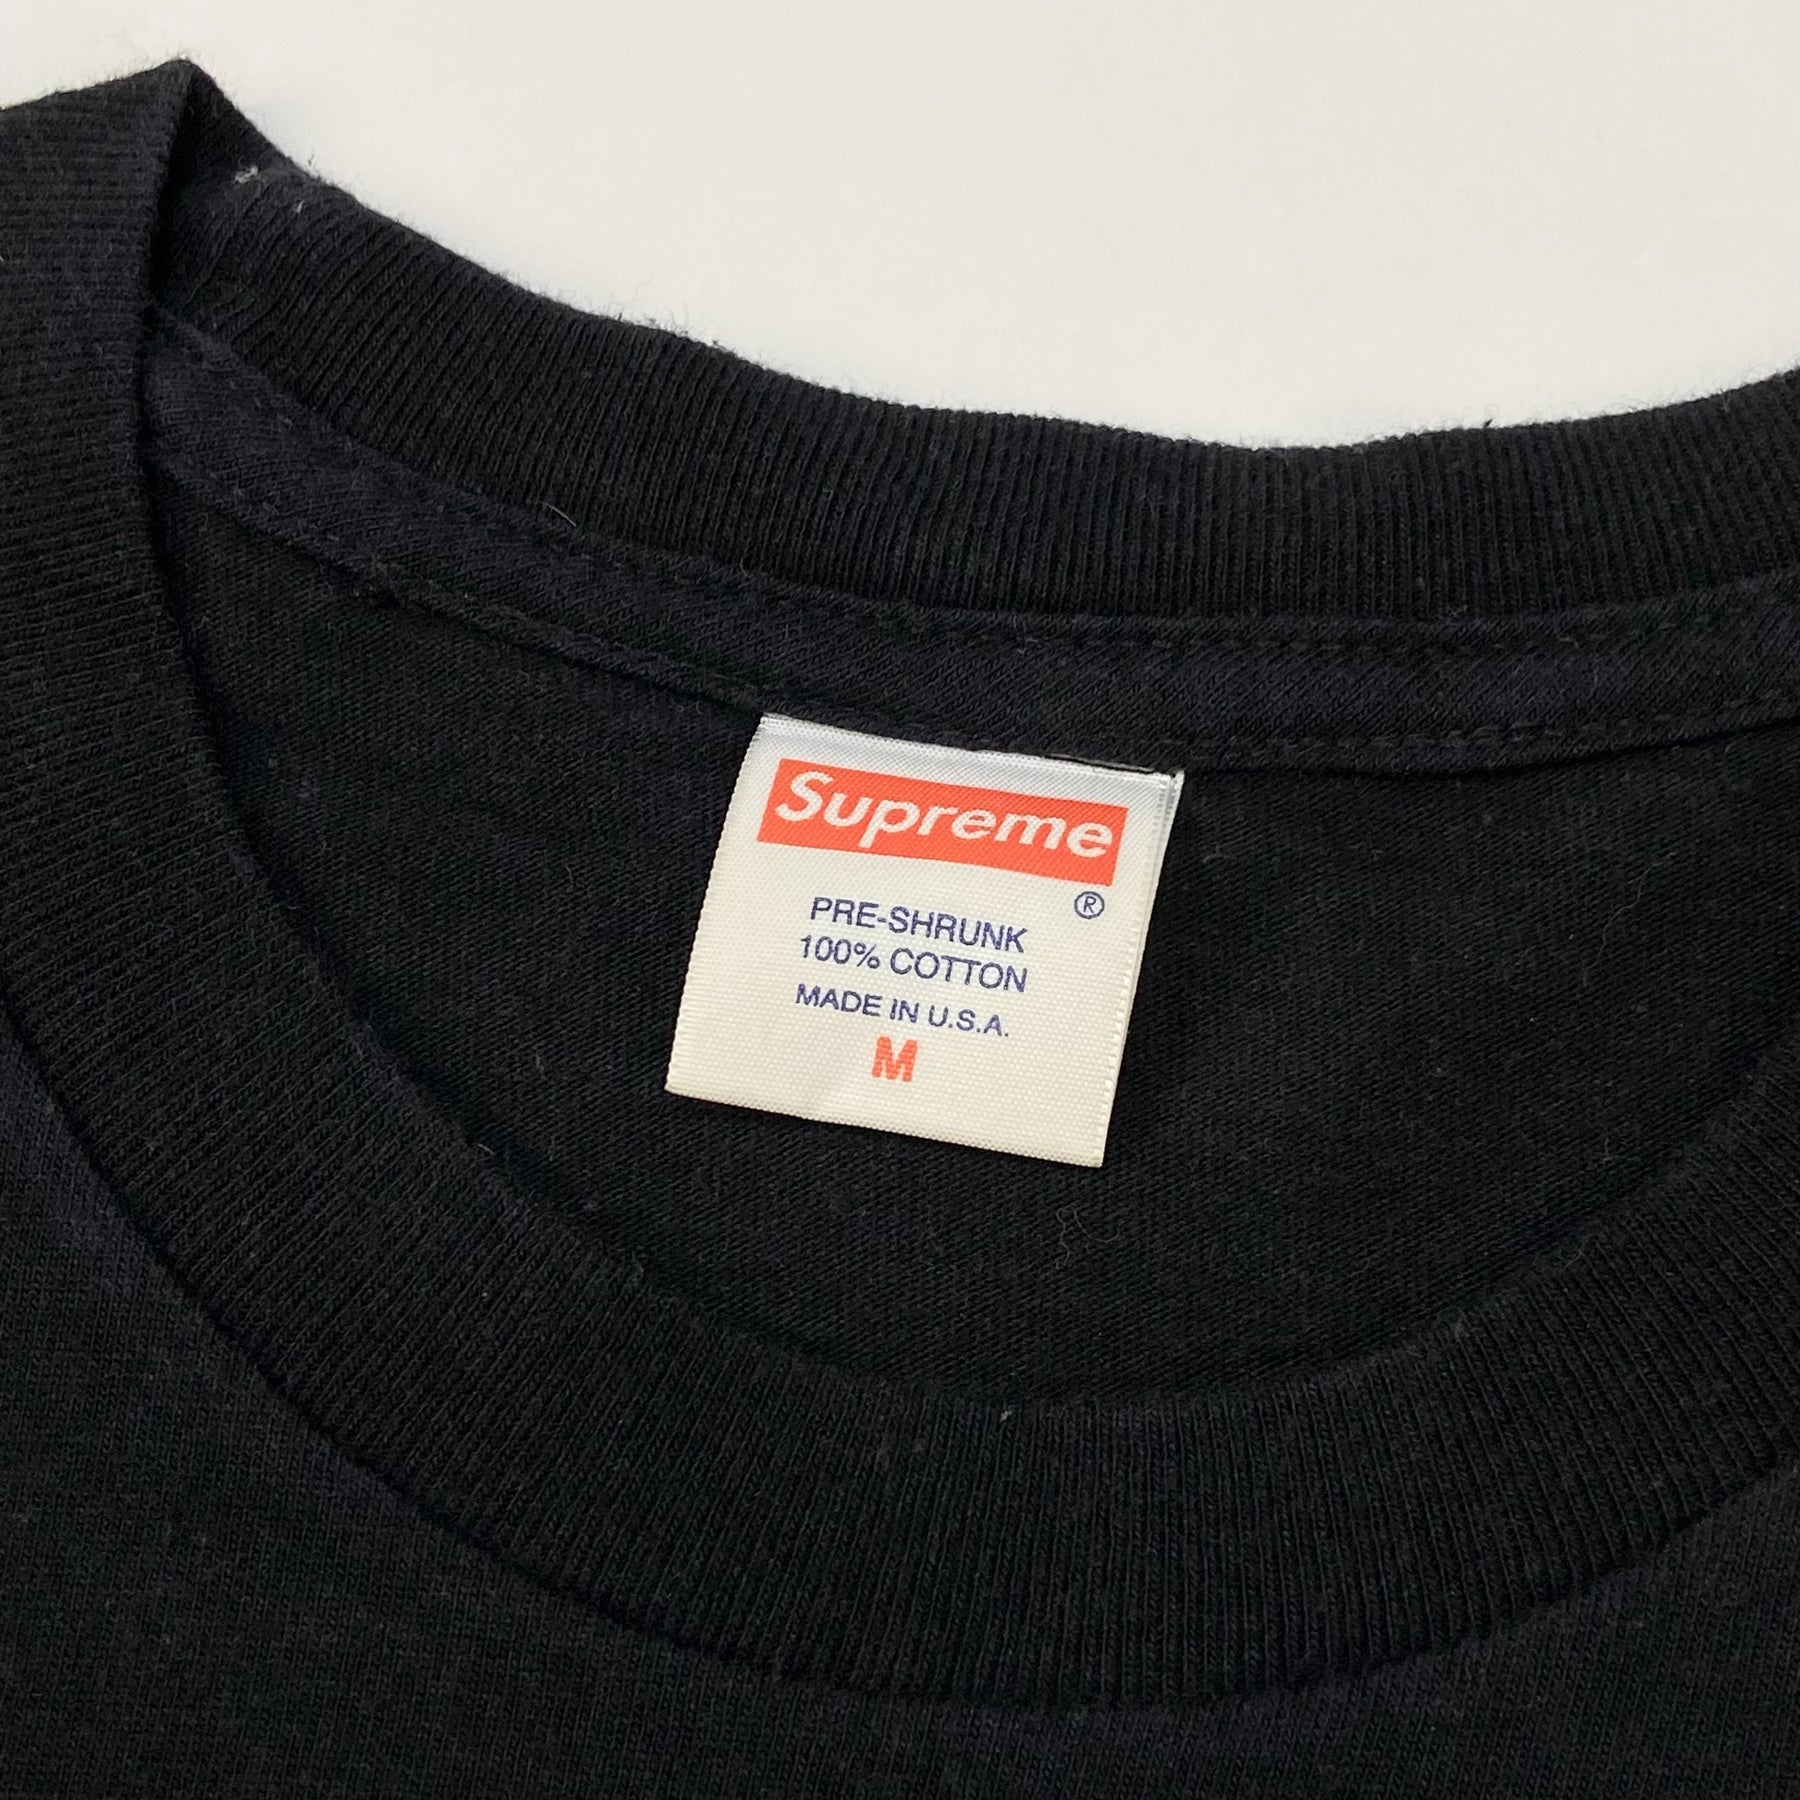 Supreme
®
PRE-SHRUNK
100% COTTON
MADE IN U.S.A.
M